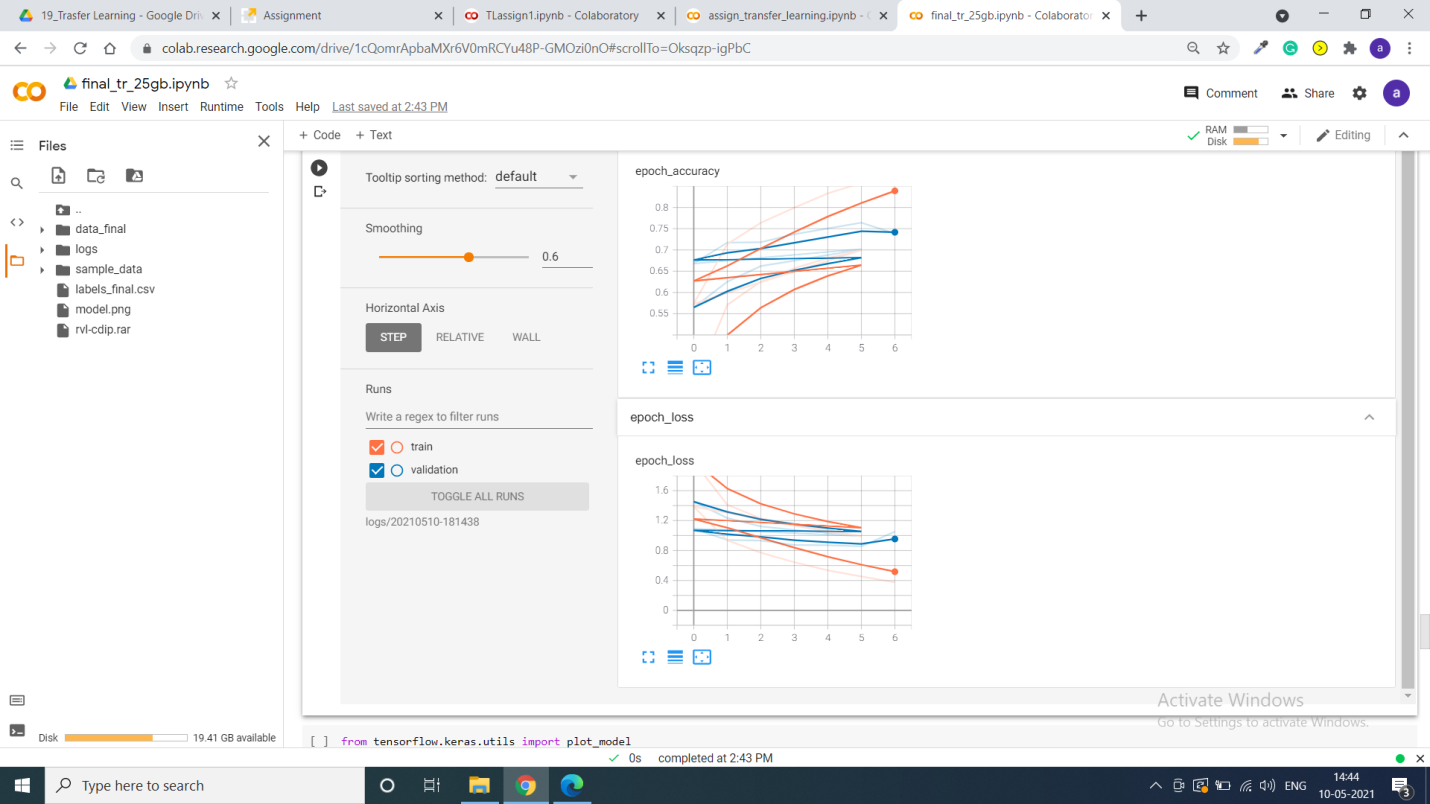 19_Trasfer Learning - Google Dri
Assignment
TLassign1.ipynb - Colaboratory
assign_transfer_learning.ipynb -
final_tr_25gb.ipynb - Colaborator
colab.research.google.com/drive/1cQomrApbaMXr6V0mRCYu48P-GMOzi0nO#scrollTo=Oksqzp-igPbC
a
final_tr_25gb.ipynb
File Edit View Insert Runtime Tools Help Last saved at 2:43 PM
Comment Share a
Files
+ Code + Text
RAM
Disk
Editing
..
data_final
logs
sample_data
labels_final.csv
model.png
rvl-cdip.rar
Disk 19.41 GB available
Tooltip sorting method: default
Smoothing
0.6
Horizontal Axis
STEP RELATIVE WALL
Runs
Write a regex to filter runs
train
validation
TOGGLE ALL RUNS
logs/20210510-181438
epoch_accuracy
0.8
0.75
0.7
0.65
0.6
0.55
0 1 2 3 4 5 6
epoch_loss
epoch_loss
1.6
1.2
0.8
0.4
0
0 1 2 3 4 5 6
Activate Windows
Go to Settings to activate Windows.
[ ] from tensorflow.keras.utils import plot_model
0s completed at 2:43 PM
Type here to search
ENG
14:44
10-05-2021
3